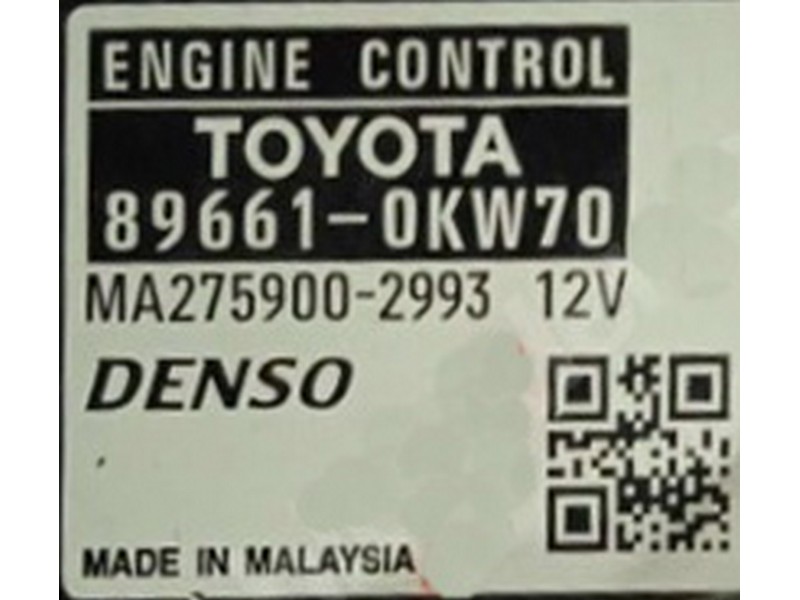 ENGINE CONTROL
TOYOTA
89661-0KW70
MA275900-2993 12V
DENSO
MADE IN MALAYSIA